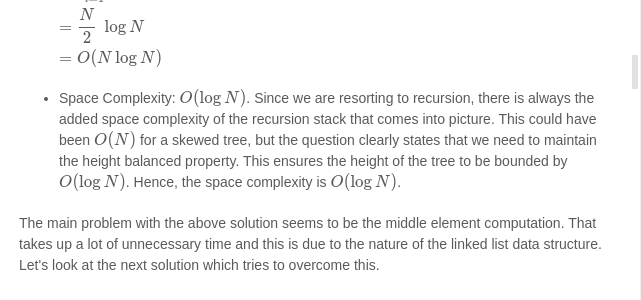 = N/2 log N
= O(N log N)
• Space Complexity: O(log N). Since we are resorting to recursion, there is always the
added space complexity of the recursion stack that comes into picture. This could have
been O(N) for a skewed tree, but the question clearly states that we need to maintain
the height balanced property. This ensures the height of the tree to be bounded by
O(log N). Hence, the space complexity is O(log N).
The main problem with the above solution seems to be the middle element computation. That
takes up a lot of unnecessary time and this is due to the nature of the linked list data structure.
Let's look at the next solution which tries to overcome this.